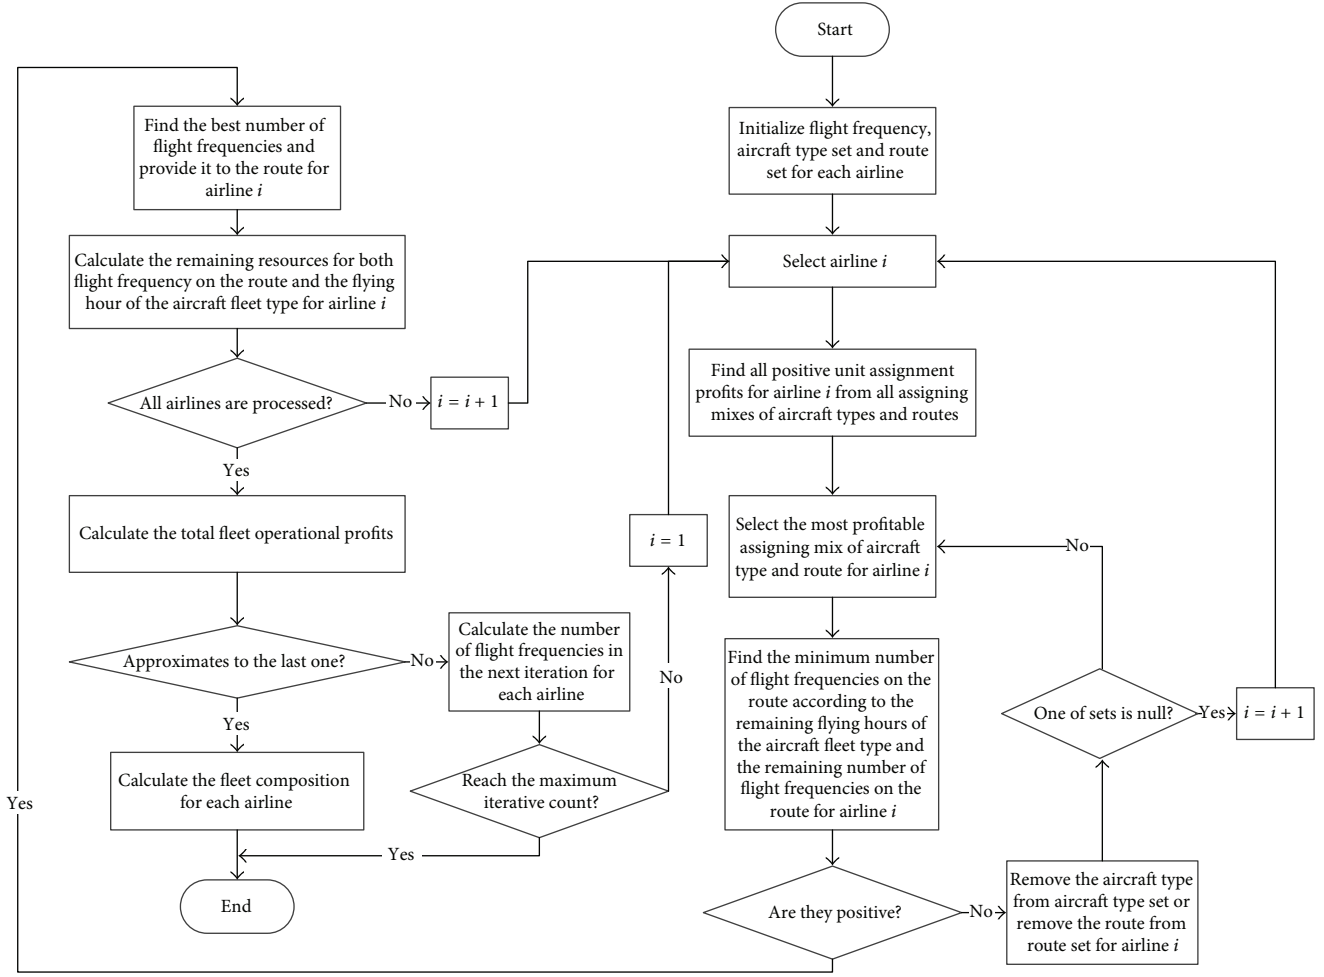 Start
Initialize flight frequency,
aircraft type set and route
set for each airline
Select airline i
Find all positive unit assignment
profits for airline i from all assigning
mixes of aircraft types and routes
Select the most profitable
assigning mix of aircraft
type and route for airline i
Find the minimum number
of flight frequencies on the
route according to the
remaining flying hours of
the aircraft fleet type and
the remaining number of
flight frequencies on the
route for airline i
Are they positive?
No
Remove the aircraft type
from aircraft type set or
remove the route from
route set for airline i
One of sets is null?
No
Yes
i = i + 1
Yes
Find the best number of
flight frequencies and
provide it to the route for
airline i
Calculate the remaining resources for both
flight frequency on the route and the flying
hour of the aircraft fleet type for airline i
All airlines are processed?
No
i = i + 1
Yes
Calculate the total fleet operational profits
Approximates to the last one?
No
Calculate the number
of flight frequencies in
the next iteration for
each airline
Reach the maximum
iterative count?
No
i = 1
Yes
Yes
Calculate the fleet composition
for each airline
End